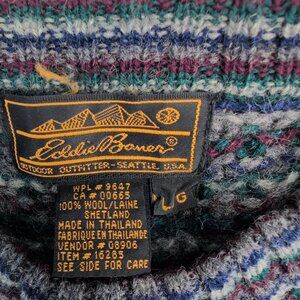 Eddie Bauer®
OUTDOOR OUTFITTER-SEATTLE, U.S.A.
WPL # 9647
CA # 00665
100% WOOL/LAINE
SHETLAND
MADE IN THAILAND
FABRIQUE EN THAILANDE
VENDOR # 08906
ITEM # 16285
SEE SIDE FOR CARE
LG